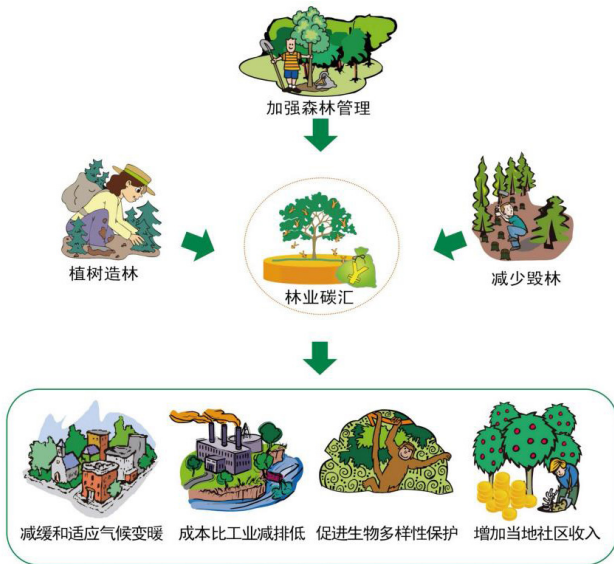 加强森林管理
植树造林
林业碳汇
减少毁林
减缓和适应气候变暖
成本比工业减排低
促进生物多样性保护
增加当地社区收入